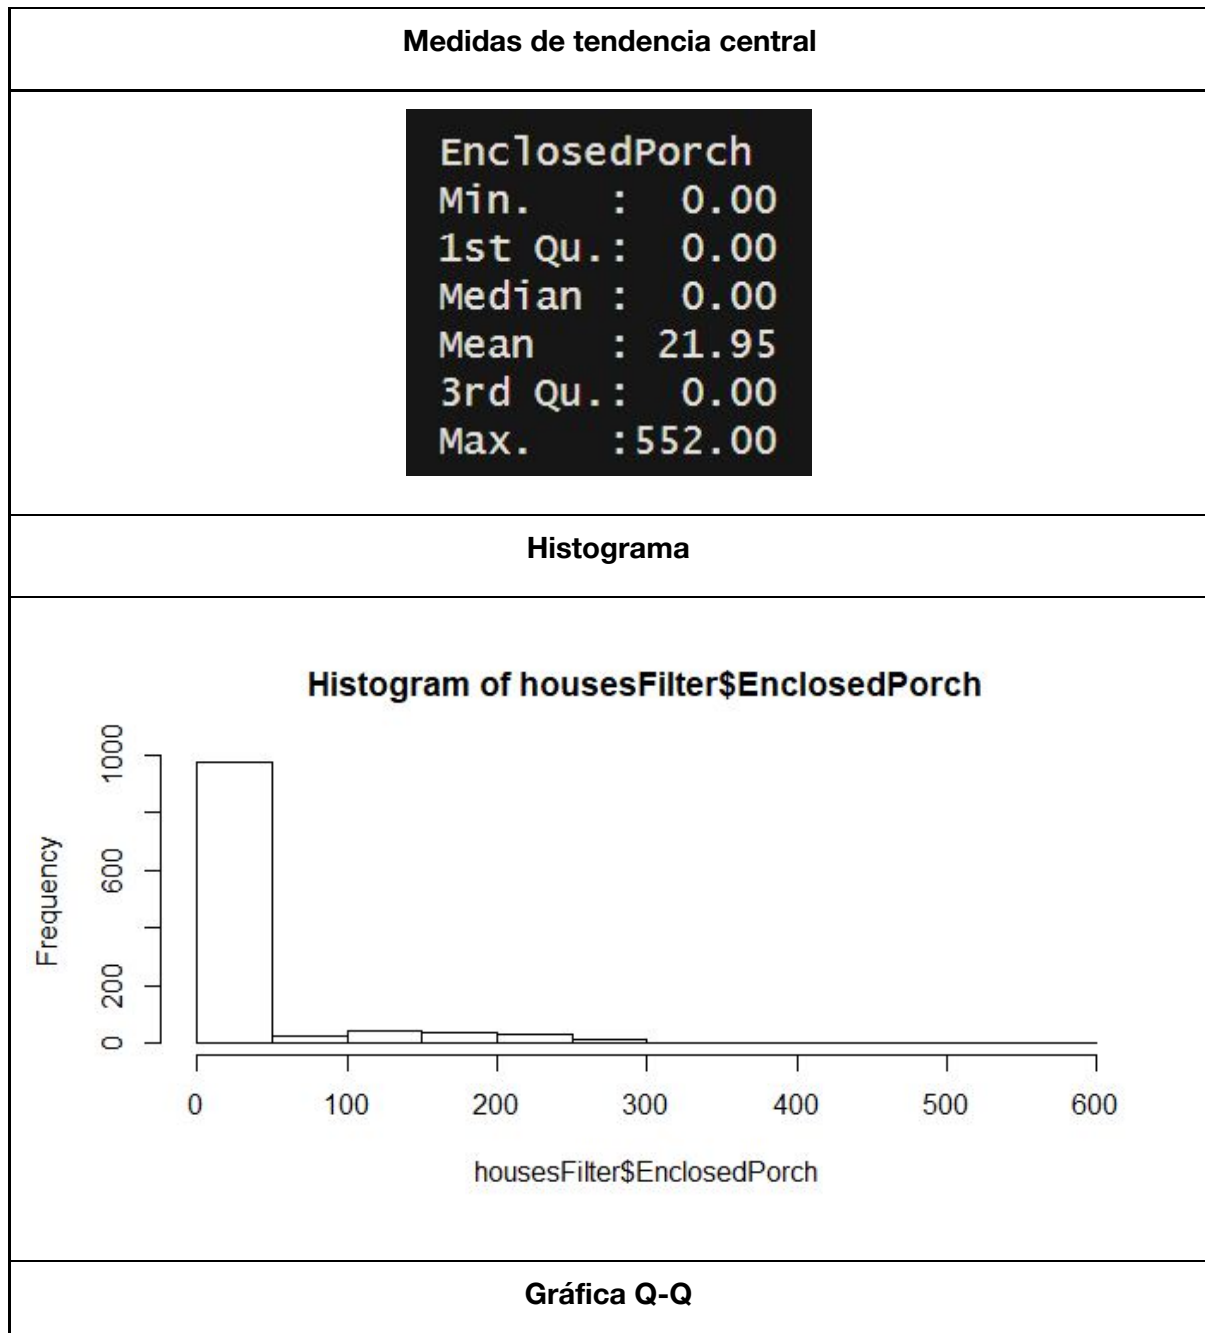 Medidas de tendencia central
EnclosedPorch
Min.   :  0.00
1st Qu.:  0.00
Median :  0.00
Mean   : 21.95
3rd Qu.:  0.00
Max.   :552.00
Histograma
Histogram of housesFilter$EnclosedPorch
Frequency
1000
600
200
0
0 100 200 300 400 500 600
housesFilter$EnclosedPorch
Gráfica Q-Q